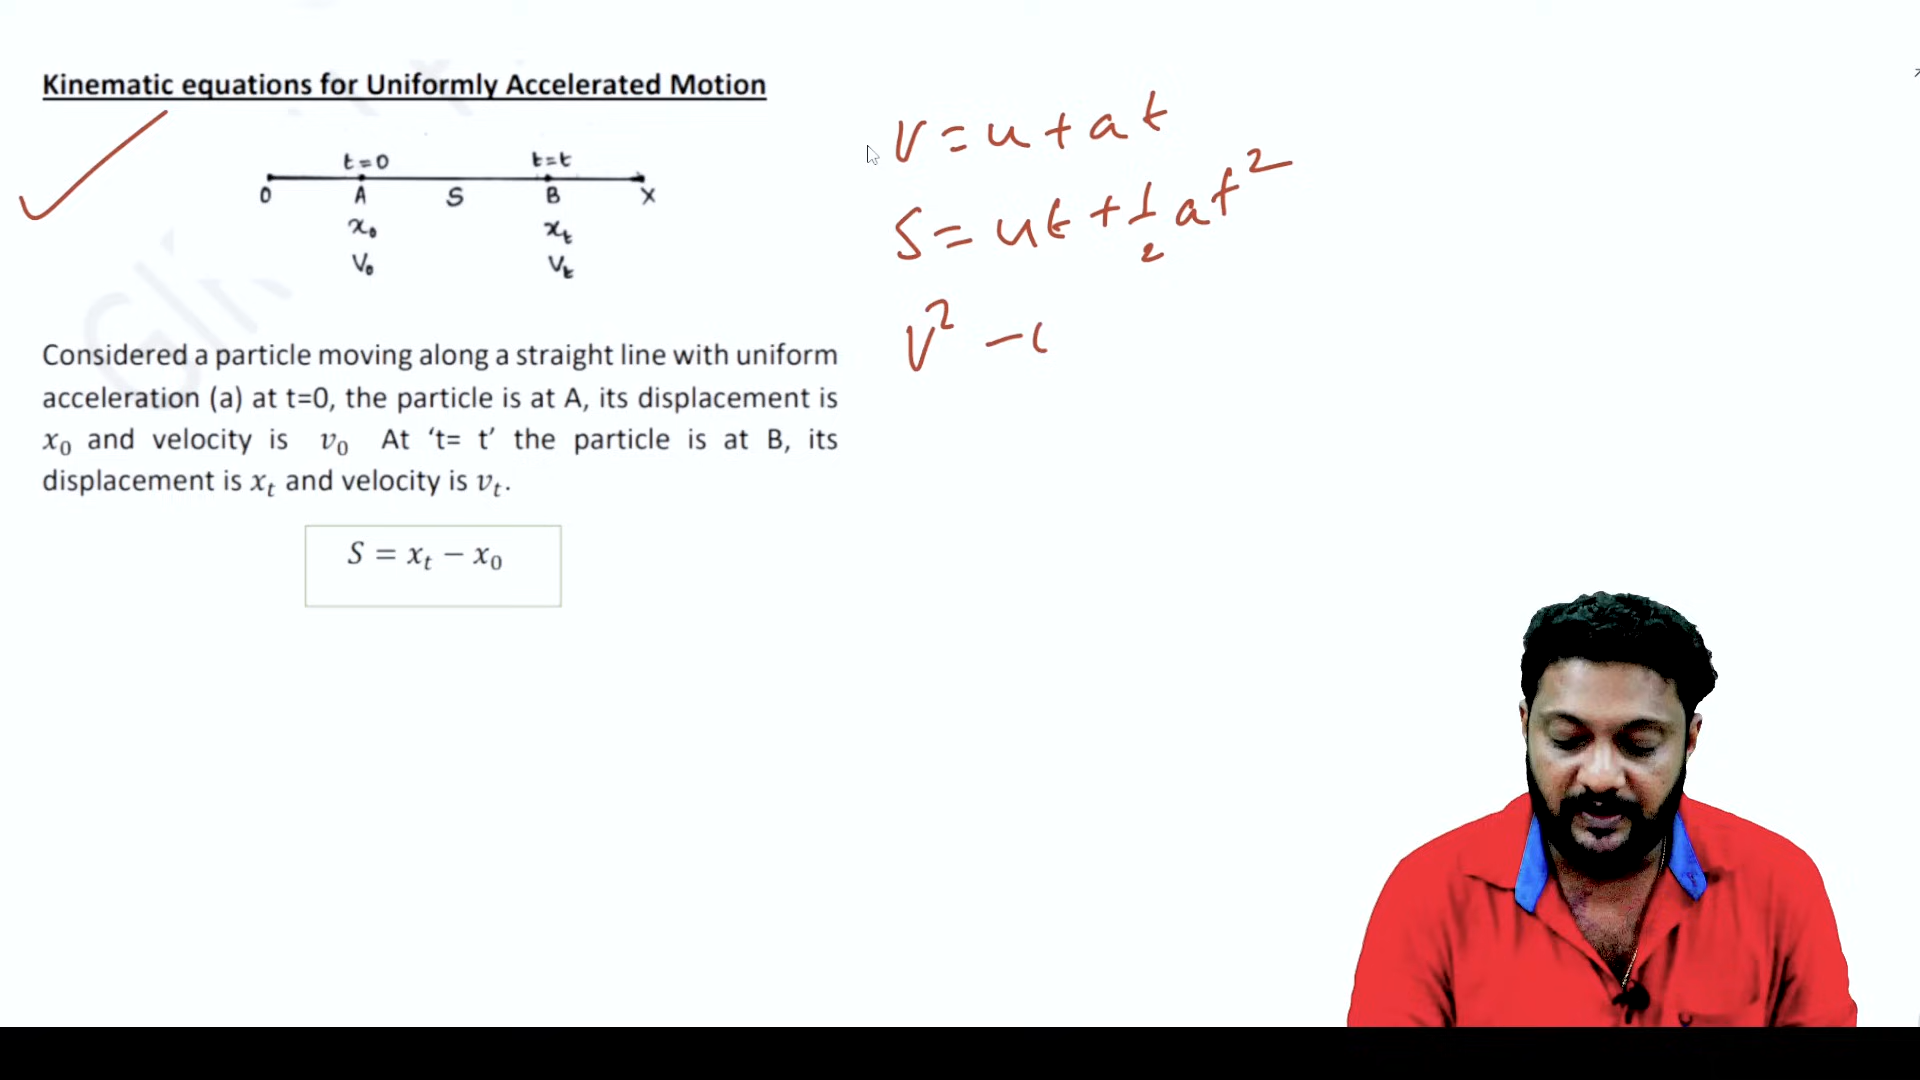 Kinematic equations for Uniformly Accelerated Motion
t=0 t=t
O A S B X
x₀ xₜ
V₀ Vₜ
Considered a particle moving along a straight line with uniform
acceleration (a) at t=0, the particle is at A, its displacement is
x₀ and velocity is v₀ At ‘t= t’ the particle is at B, its
displacement is xₜ and velocity is vₜ.
S = xₜ − x₀
V = u + at
S = ut + 1/2 at²
V² −